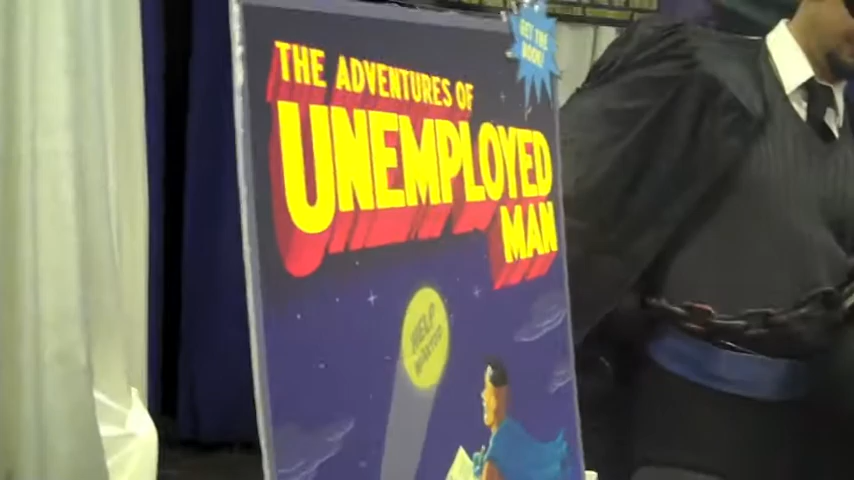 GET THE
BOOK!
THE ADVENTURES OF
UNEMPLOYED
MAN
HELP
WANTED